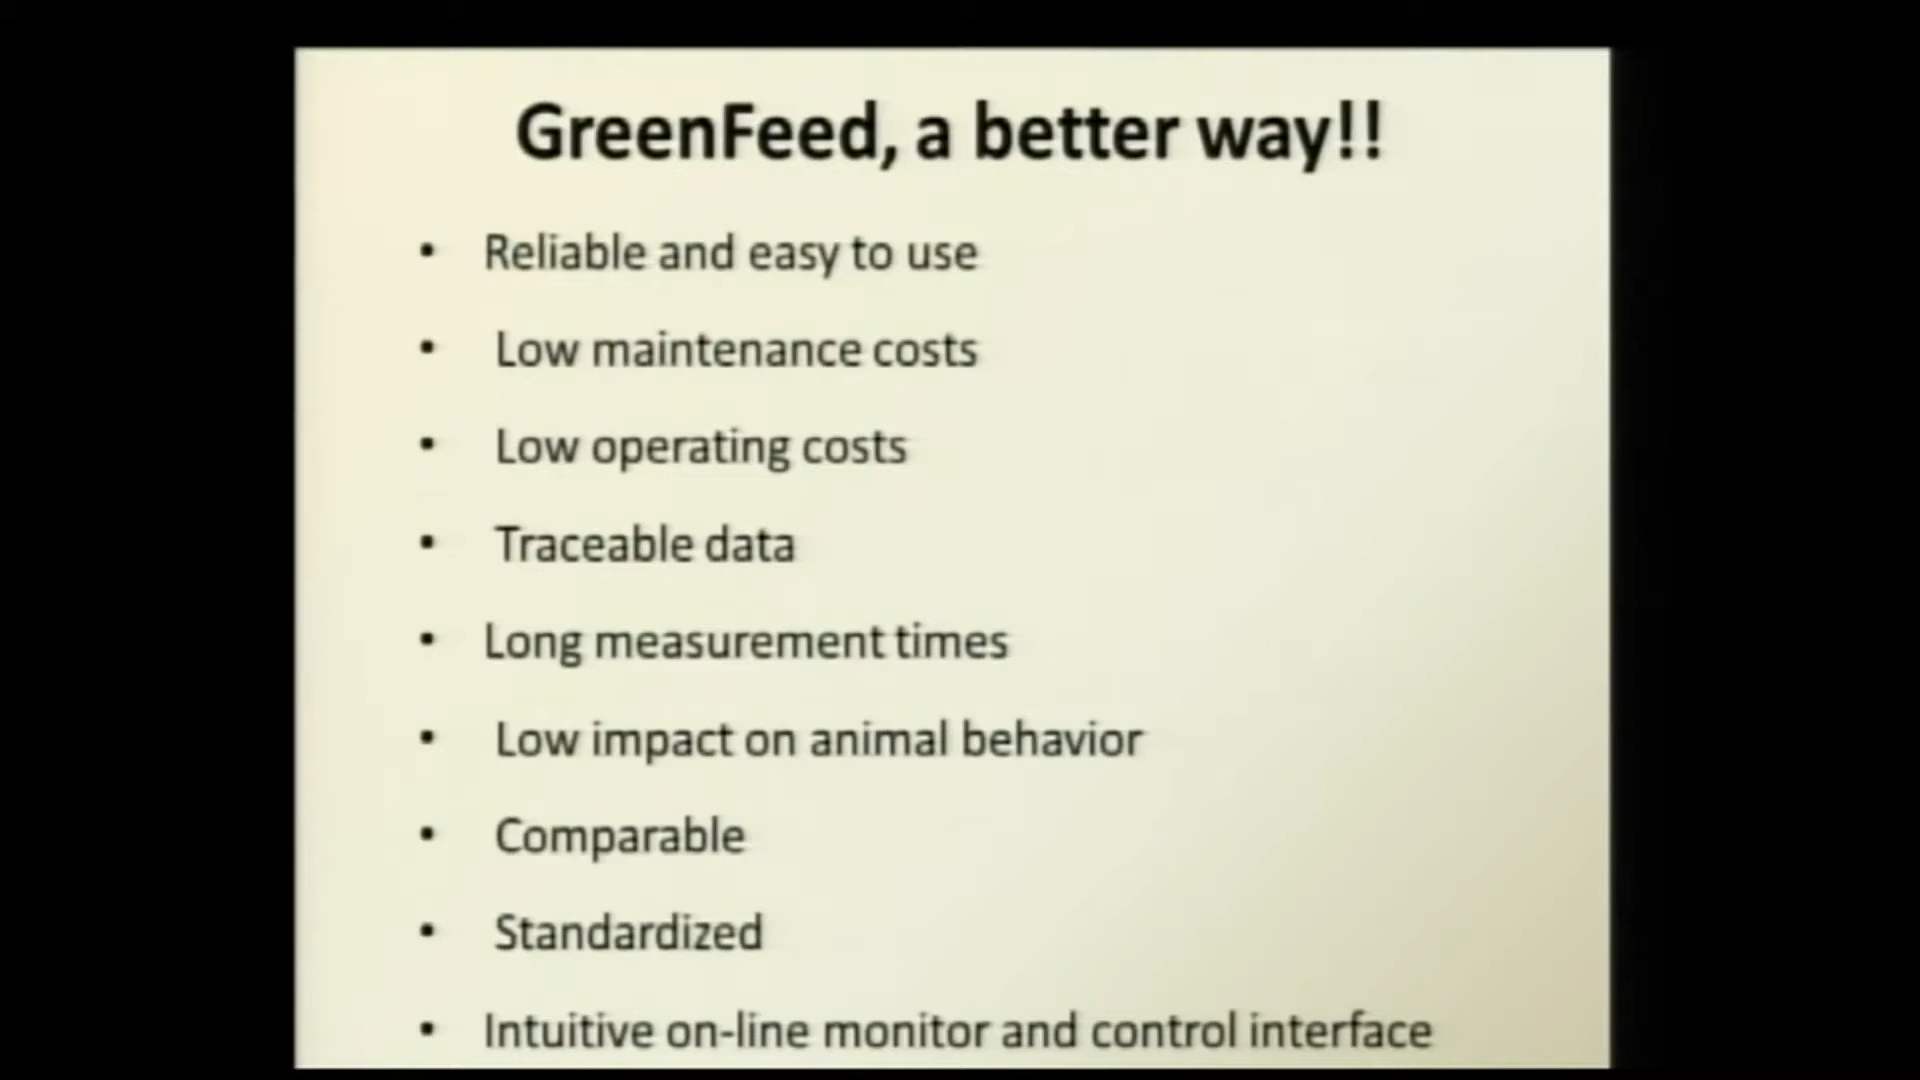 GreenFeed, a better way!!
• Reliable and easy to use
• Low maintenance costs
• Low operating costs
• Traceable data
• Long measurement times
• Low impact on animal behavior
• Comparable
• Standardized
• Intuitive on-line monitor and control interface